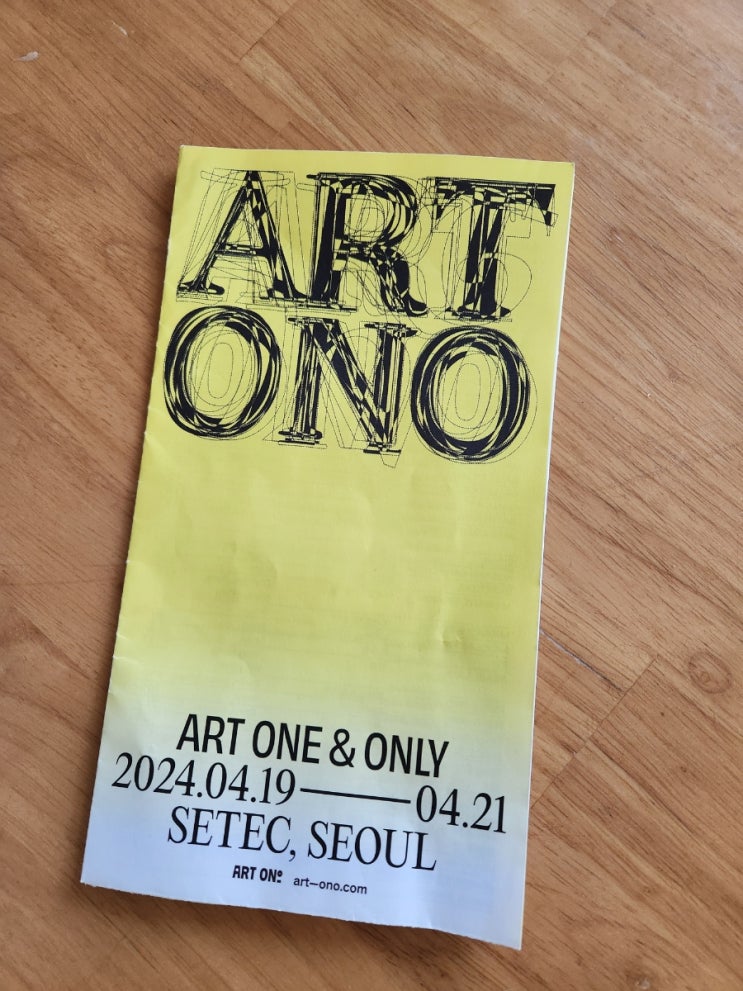 ART
ONO
ART ONE & ONLY
2024.04.19——04.21
SETEC, SEOUL
ART ONO art—ono.com